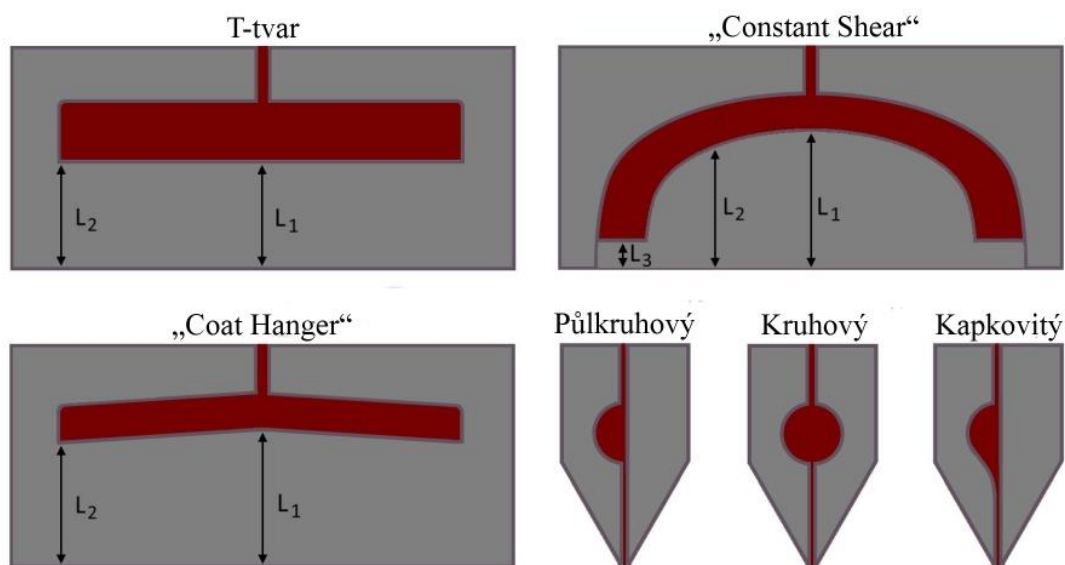 T-tvar
„Constant Shear“
L2
L1
L2
L1
L3
„Coat Hanger“
Půlkruhový
Kruhový
Kapkovitý
L2
L1